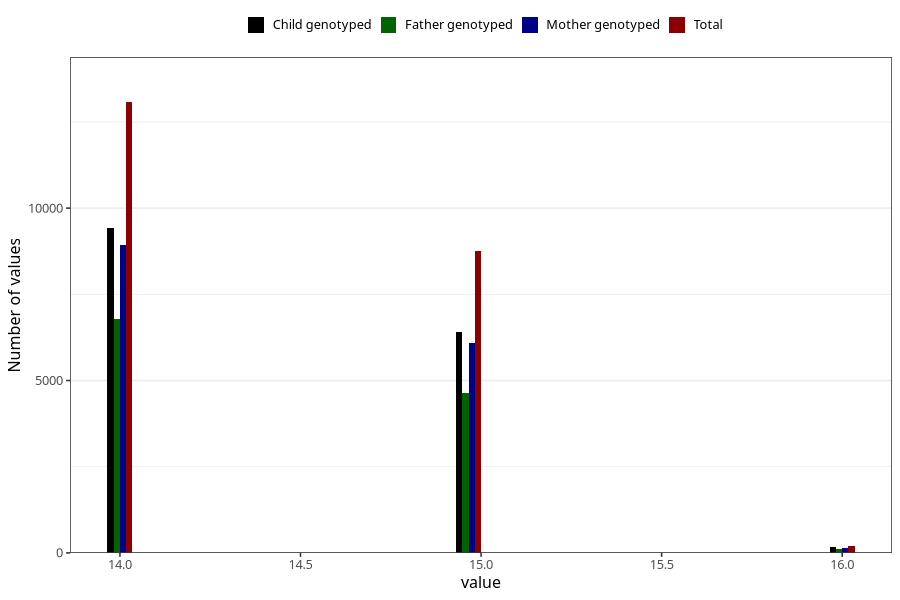 Child genotyped Father genotyped Mother genotyped Total
Number of values
10000
5000
0
14.0 14.5 15.0 15.5 16.0
value